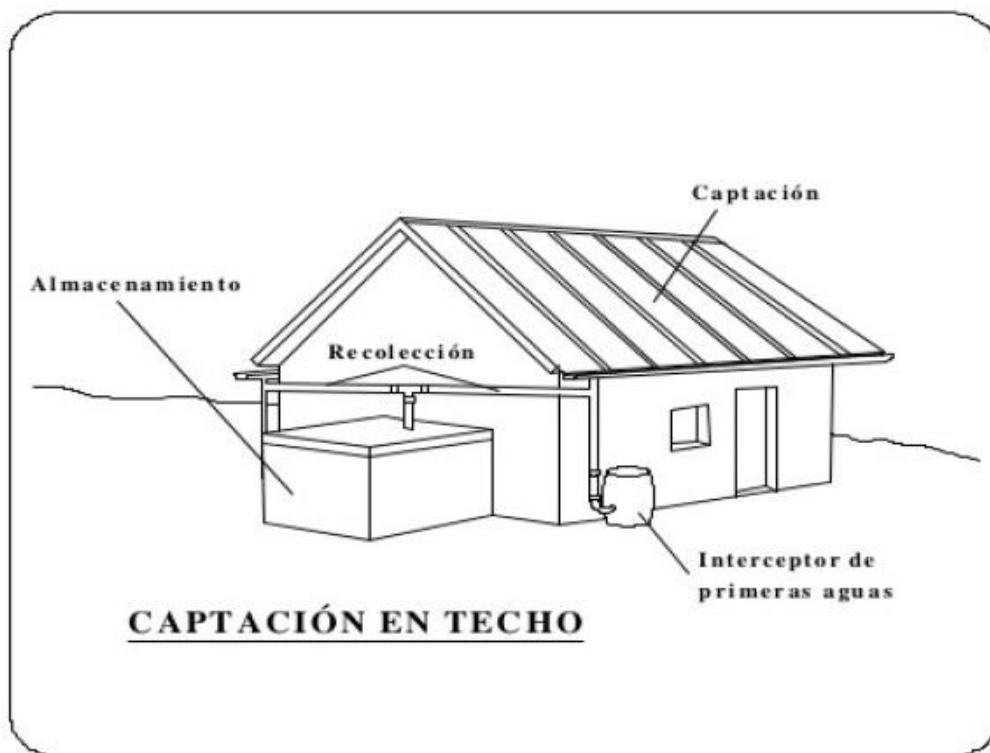 Captación
Almacenamiento
Recolección
Interceptor de
primeras aguas
CAPTACIÓN EN TECHO